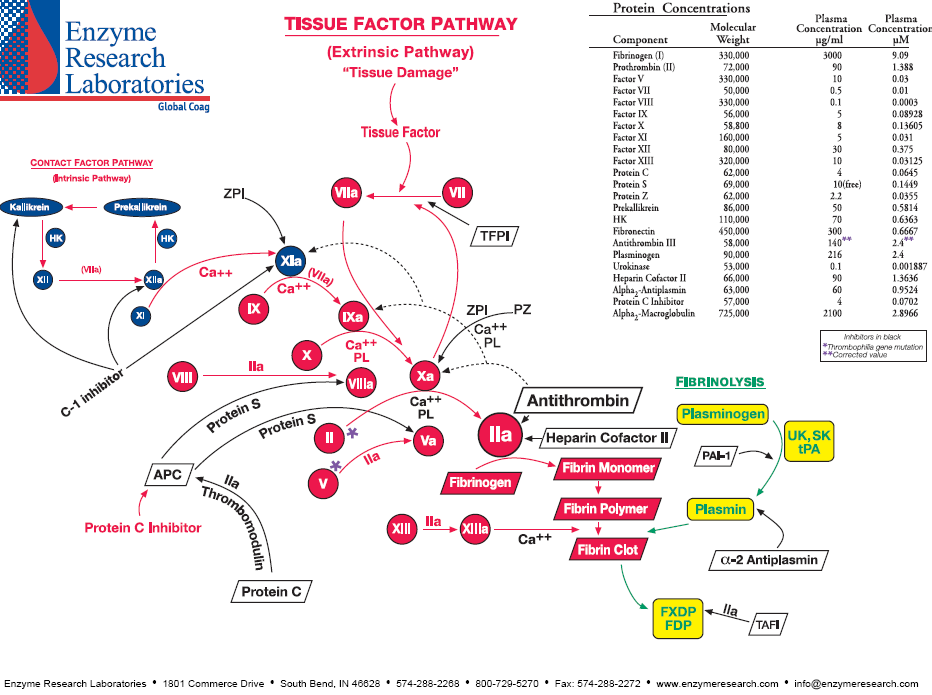 Enzyme
Research
Laboratories
Global Coag
TISSUE FACTOR PATHWAY
(Extrinsic Pathway)
“Tissue Damage”
Tissue Factor
Protein Concentrations
Component Molecular Weight Plasma Concentration µg/ml Plasma Concentration µM
Fibrinogen (I) 330,000 3000 9.09
Prothrombin (II) 72,000 90 1.388
Factor V 330,000 10 0.03
Factor VII 50,000 0.5 0.01
Factor VIII 330,000 0.1 0.0003
Factor IX 56,000 5 0.08928
Factor X 58,800 8 0.13605
Factor XI 160,000 5 0.031
Factor XII 80,000 30 0.375
Factor XIII 320,000 10 0.03125
Protein C 62,000 4 0.0645
Protein S 69,000 10(free) 0.1449
Protein Z 62,000 2.2 0.0355
Prekallikrein 86,000 50 0.5814
HK 110,000 70 0.6363
Fibronectin 450,000 300 0.6667
Antithrombin III 58,000 140** 2.4**
Plasminogen 90,000 216 2.4
Urokinase 53,000 0.1 0.001887
Heparin Cofactor II 66,000 90 1.3636
Alpha2-Antiplasmin 63,000 60 0.9524
Protein C Inhibitor 57,000 4 0.0702
Alpha2-Macroglobulin 725,000 2100 2.8966
Inhibitors in black
*Thrombophilia gene mutation
**Corrected value
CONTACT FACTOR PATHWAY
(Intrinsic Pathway)
Kallikrein
Prekallikrein
HK
HK
XII
(VIIa)
XIIa
XI
Ca++
ZPI
XIa
VIIa
VII
TFPI
(VIIa)
Ca++
IX
IXa
X
Ca++
PL
ZPI
PZ
Ca++
PL
C-1 inhibitor
VIII
IIa
VIIIa
Xa
Ca++
PL
Protein S
Protein S
II
*
Va
IIa
V
*
IIa
Antithrombin
Heparin Cofactor II
Fibrinogen
Fibrin Monomer
Fibrin Polymer
Fibrin Clot
XIII
IIa
XIIIa
Ca++
APC
IIa
Thrombomodulin
Protein C Inhibitor
Protein C
FIBRINOLYSIS
Plasminogen
UK, SK
tPA
PAI-1
Plasmin
α-2 Antiplasmin
FXDP
FDP
IIa
TAFI
Enzyme Research Laboratories • 1801 Commerce Drive • South Bend, IN 46628 • 574-288-2268 • 800-729-5270 • Fax: 574-288-2272 • www.enzymeresearch.com • info@enzymeresearch.com